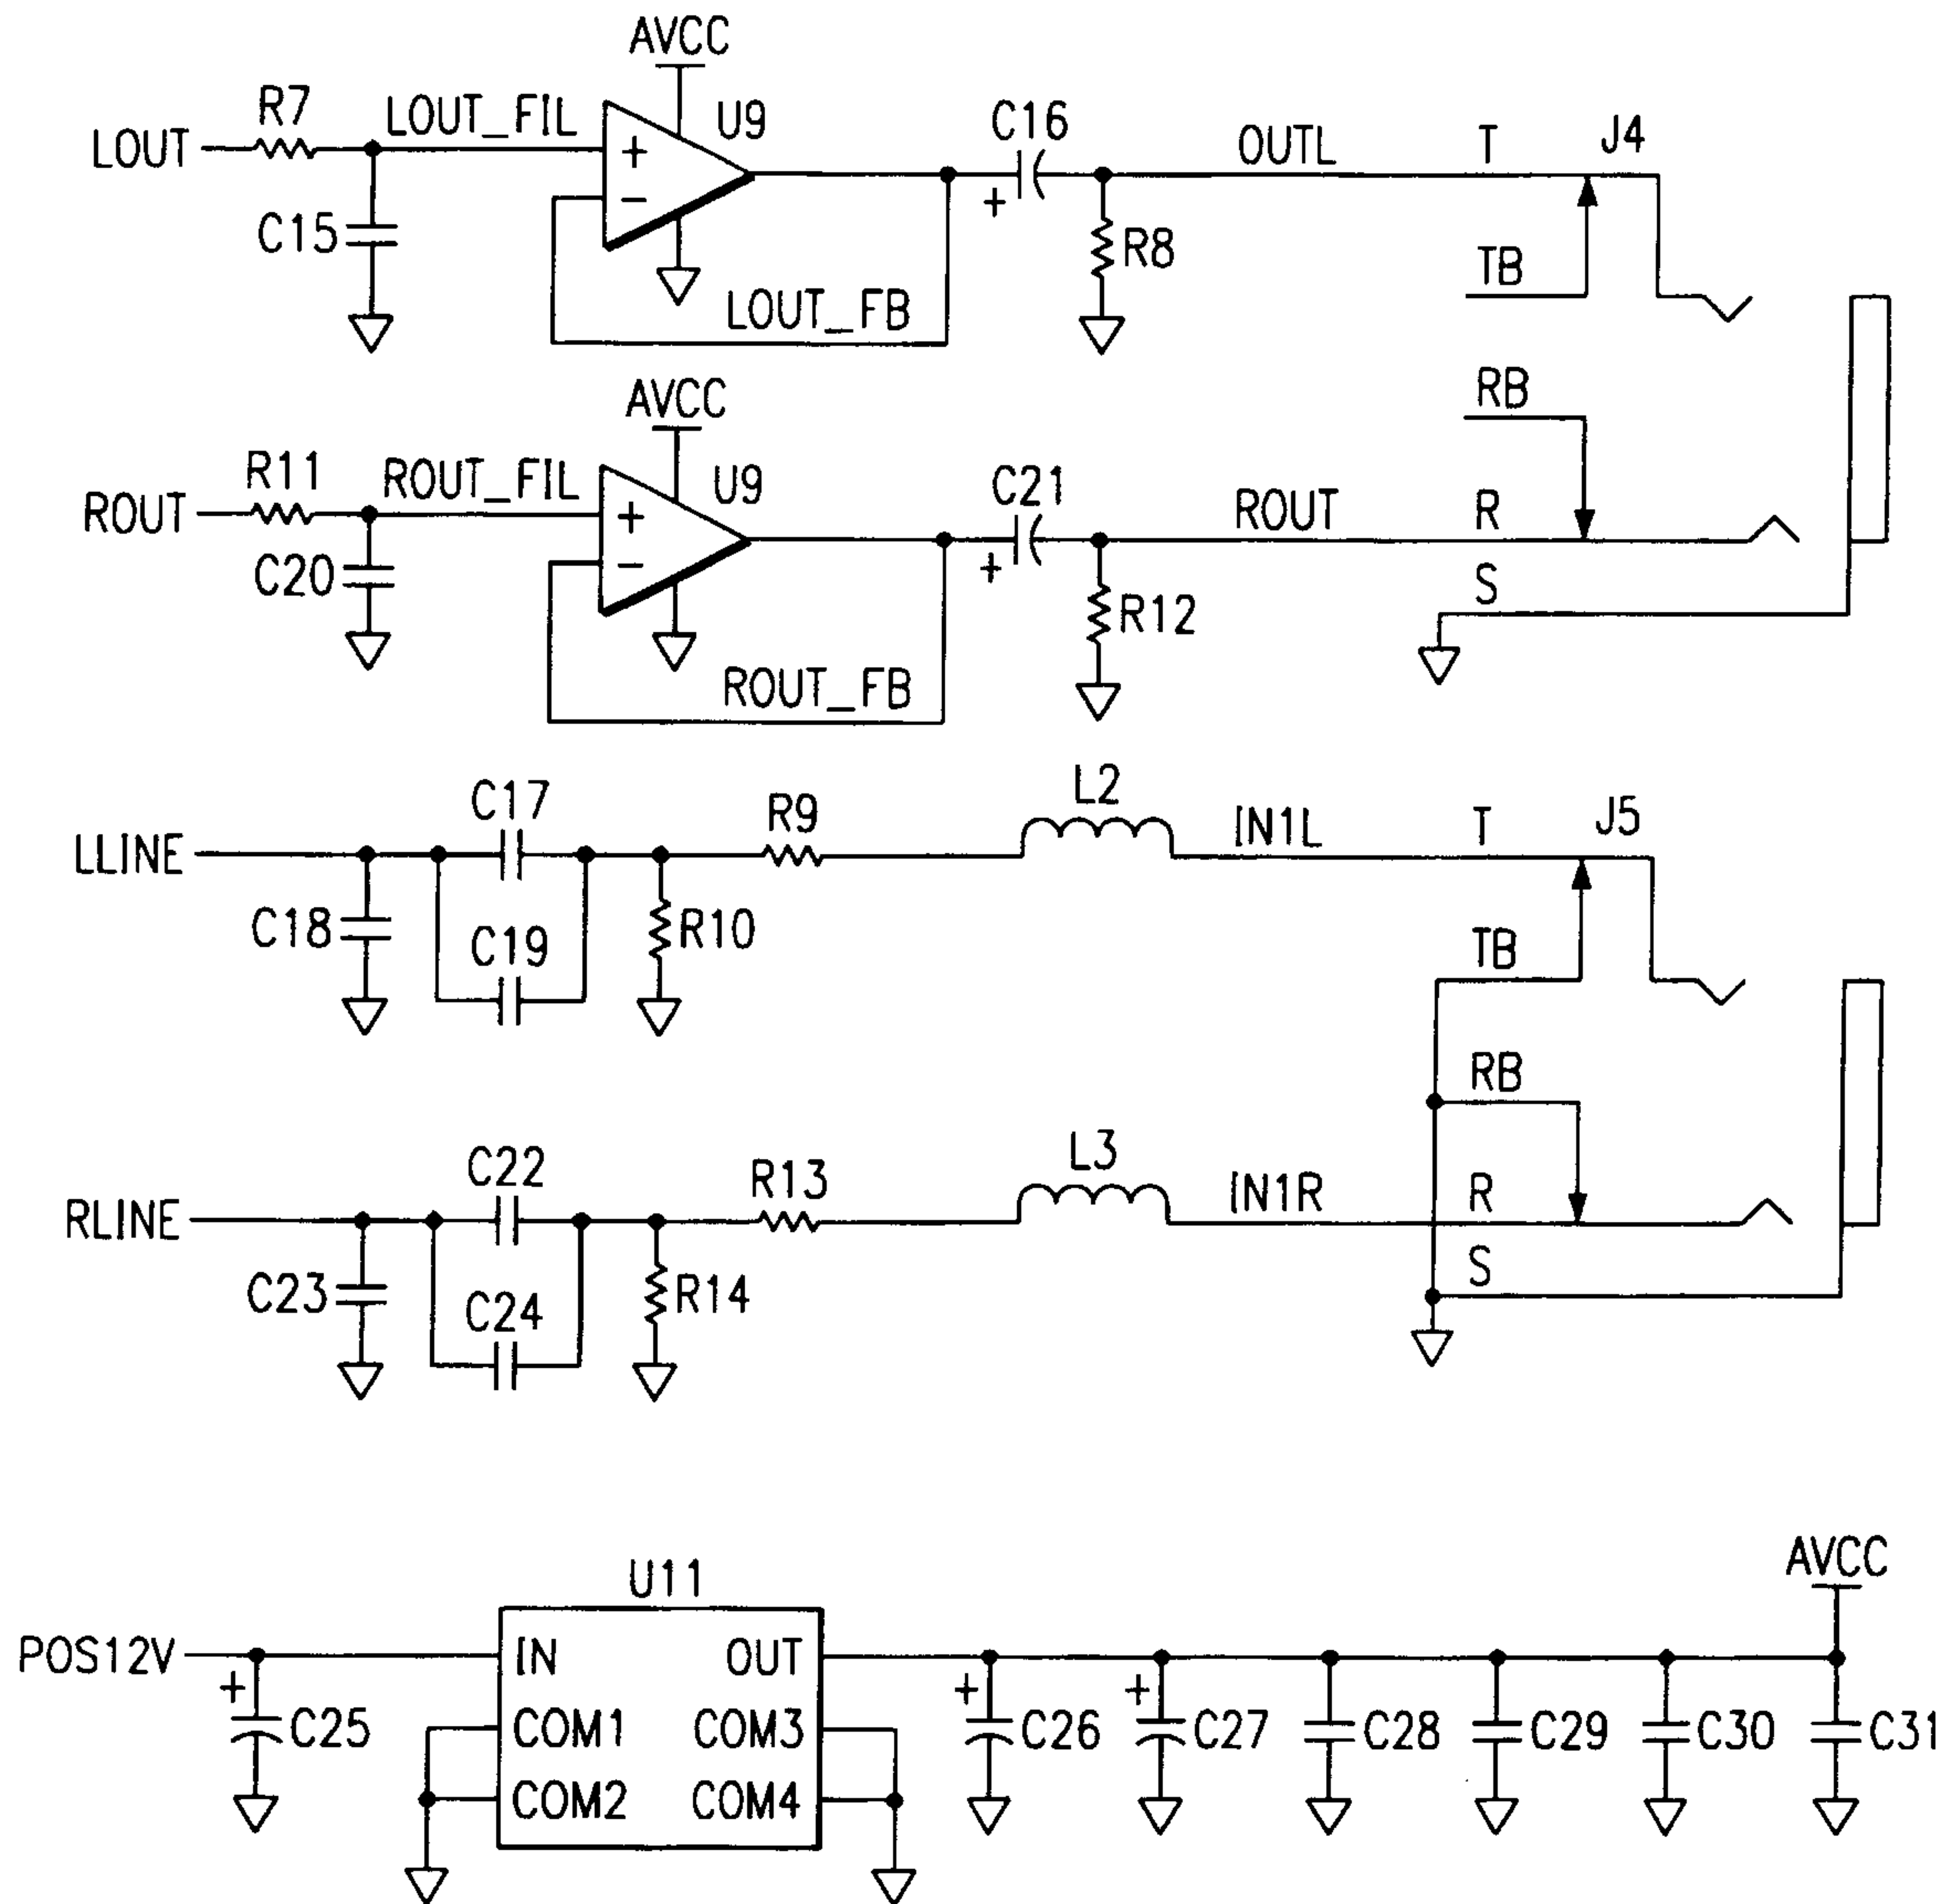 AVCC
R7
LOUT_FIL
U9
C16
OUTL
T
J4
LOUT
+
−
C15
+
R8
TB
LOUT_FB
RB
AVCC
R11
ROUT_FIL
U9
C21
ROUT
+
ROUT
R
−
C20
+
S
R12
ROUT_FB
C17
R9
L2
IN1L
T
J5
LLINE
C18
C19
R10
TB
RB
C22
R13
L3
IN1R
R
RLINE
C23
C24
R14
S
U11
AVCC
POS12V
IN
OUT
+
+
+
C25
COM1
COM3
C26
C27
C28
C29
C30
C31
COM2
COM4